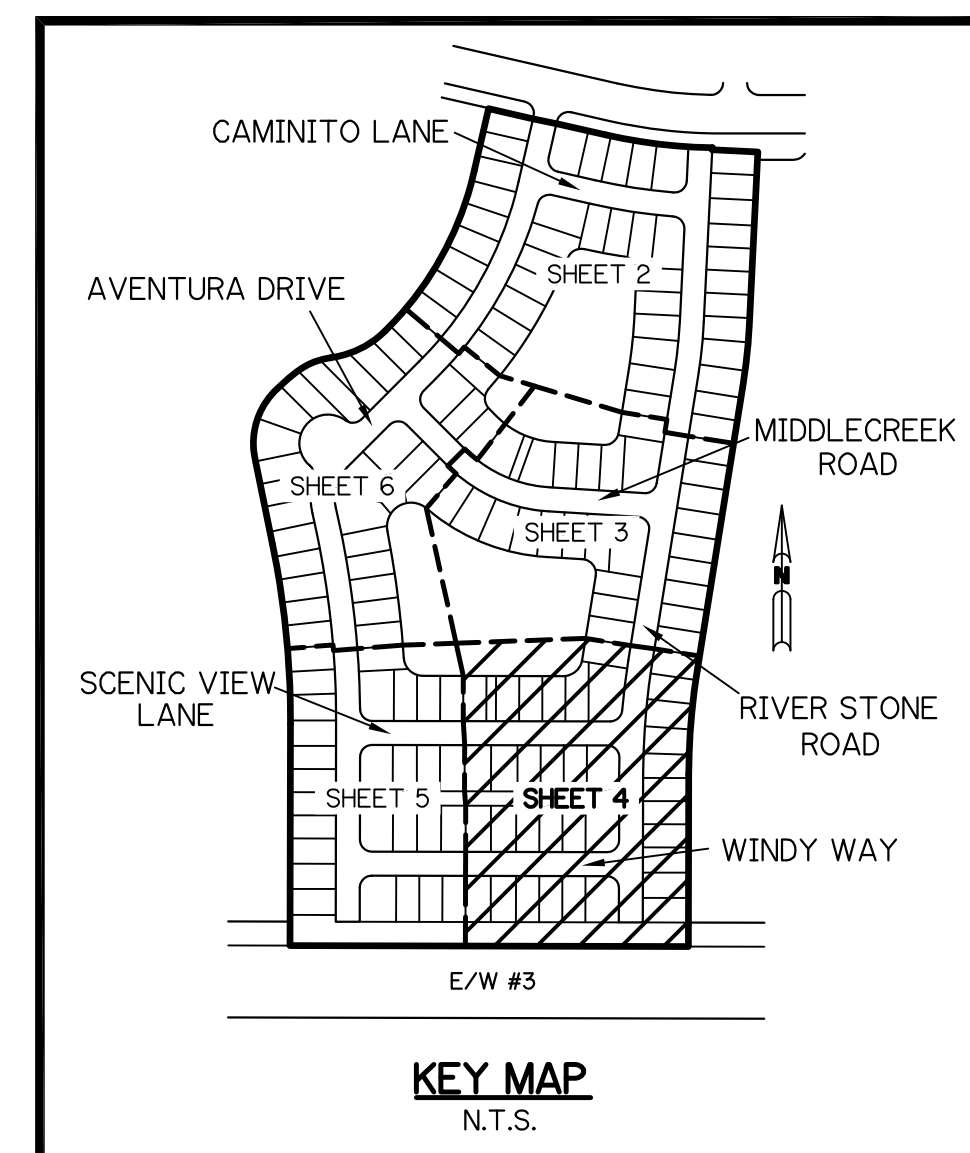 CAMINITO LANE
SHEET 2
AVENTURA DRIVE
MIDDLECREEK
ROAD
SHEET 6
SHEET 3
N
SCENIC VIEW
LANE
RIVER STONE
ROAD
SHEET 5
SHEET 4
WINDY WAY
E/W #3
KEY MAP
N.T.S.